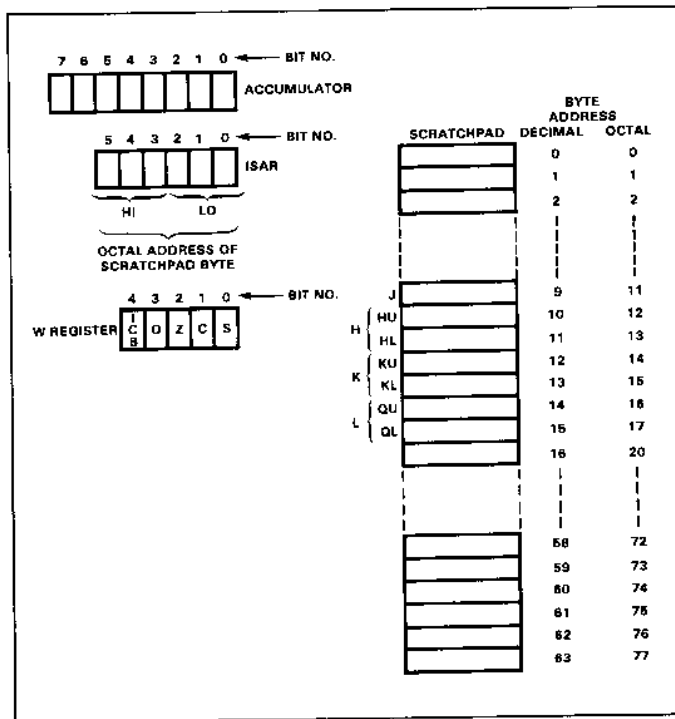 7 6 5 4 3 2 1 0 BIT NO.
ACCUMULATOR
5 4 3 2 1 0 BIT NO.
ISAR
HI LO
OCTAL ADDRESS OF
SCRATCHPAD BYTE
4 3 2 1 0 BIT NO.
W REGISTER ICB O Z C S
BYTE
ADDRESS
SCRATCHPAD DECIMAL OCTAL
0 0
1 1
2 2
J 9 11
H HU 10 12
HL 11 13
K KU 12 14
KL 13 15
L QU 14 16
QL 15 17
16 20
58 72
59 73
60 74
61 75
62 76
63 77